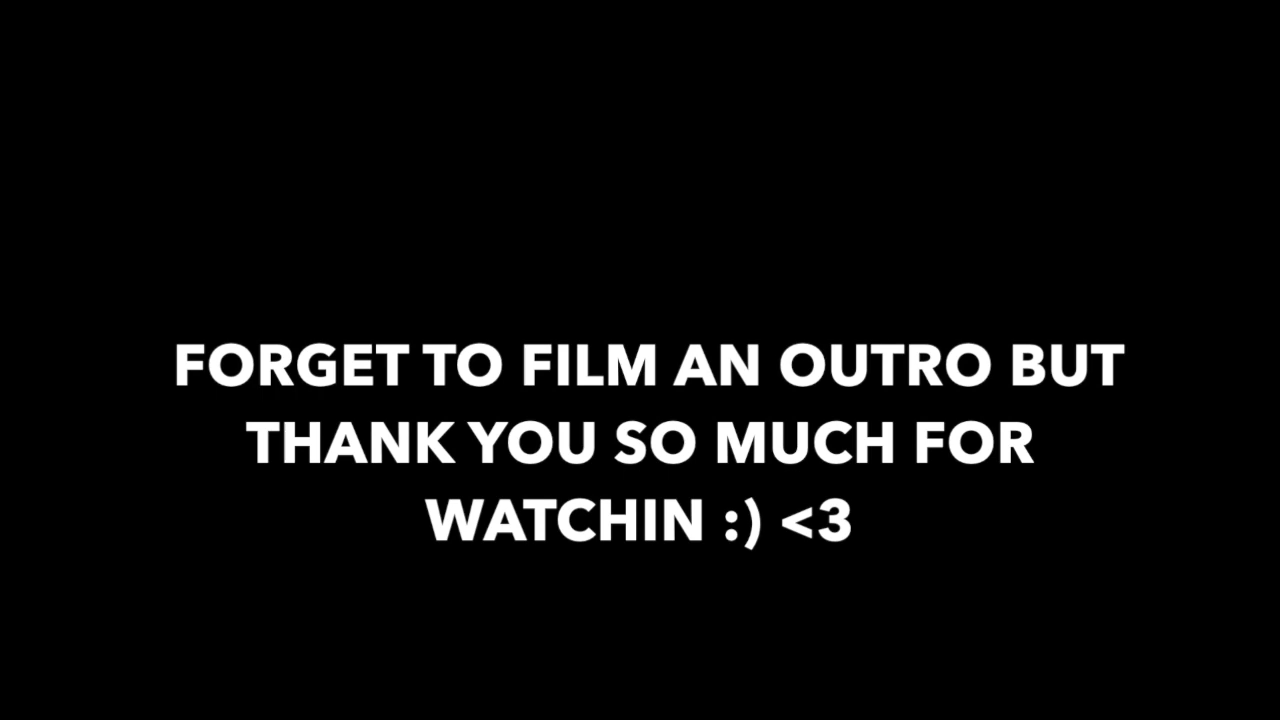 FORGET TO FILM AN OUTRO BUT
THANK YOU SO MUCH FOR
WATCHIN :) <3